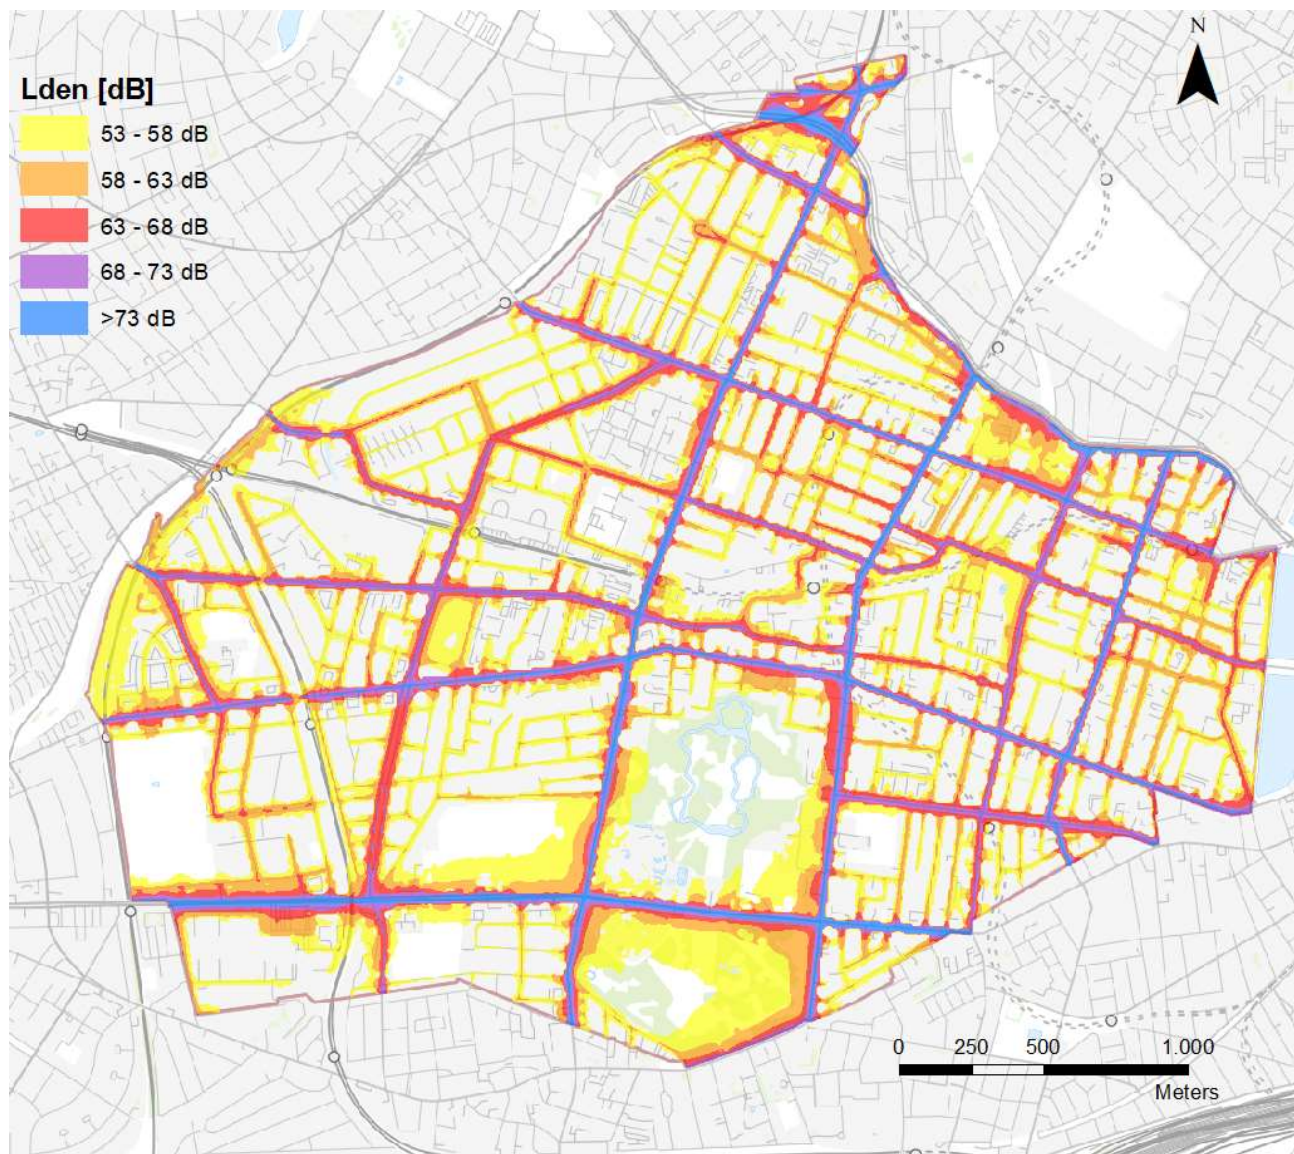 Lden [dB]
53 - 58 dB
58 - 63 dB
63 - 68 dB
68 - 73 dB
>73 dB
N
0 250 500 1.000
Meters